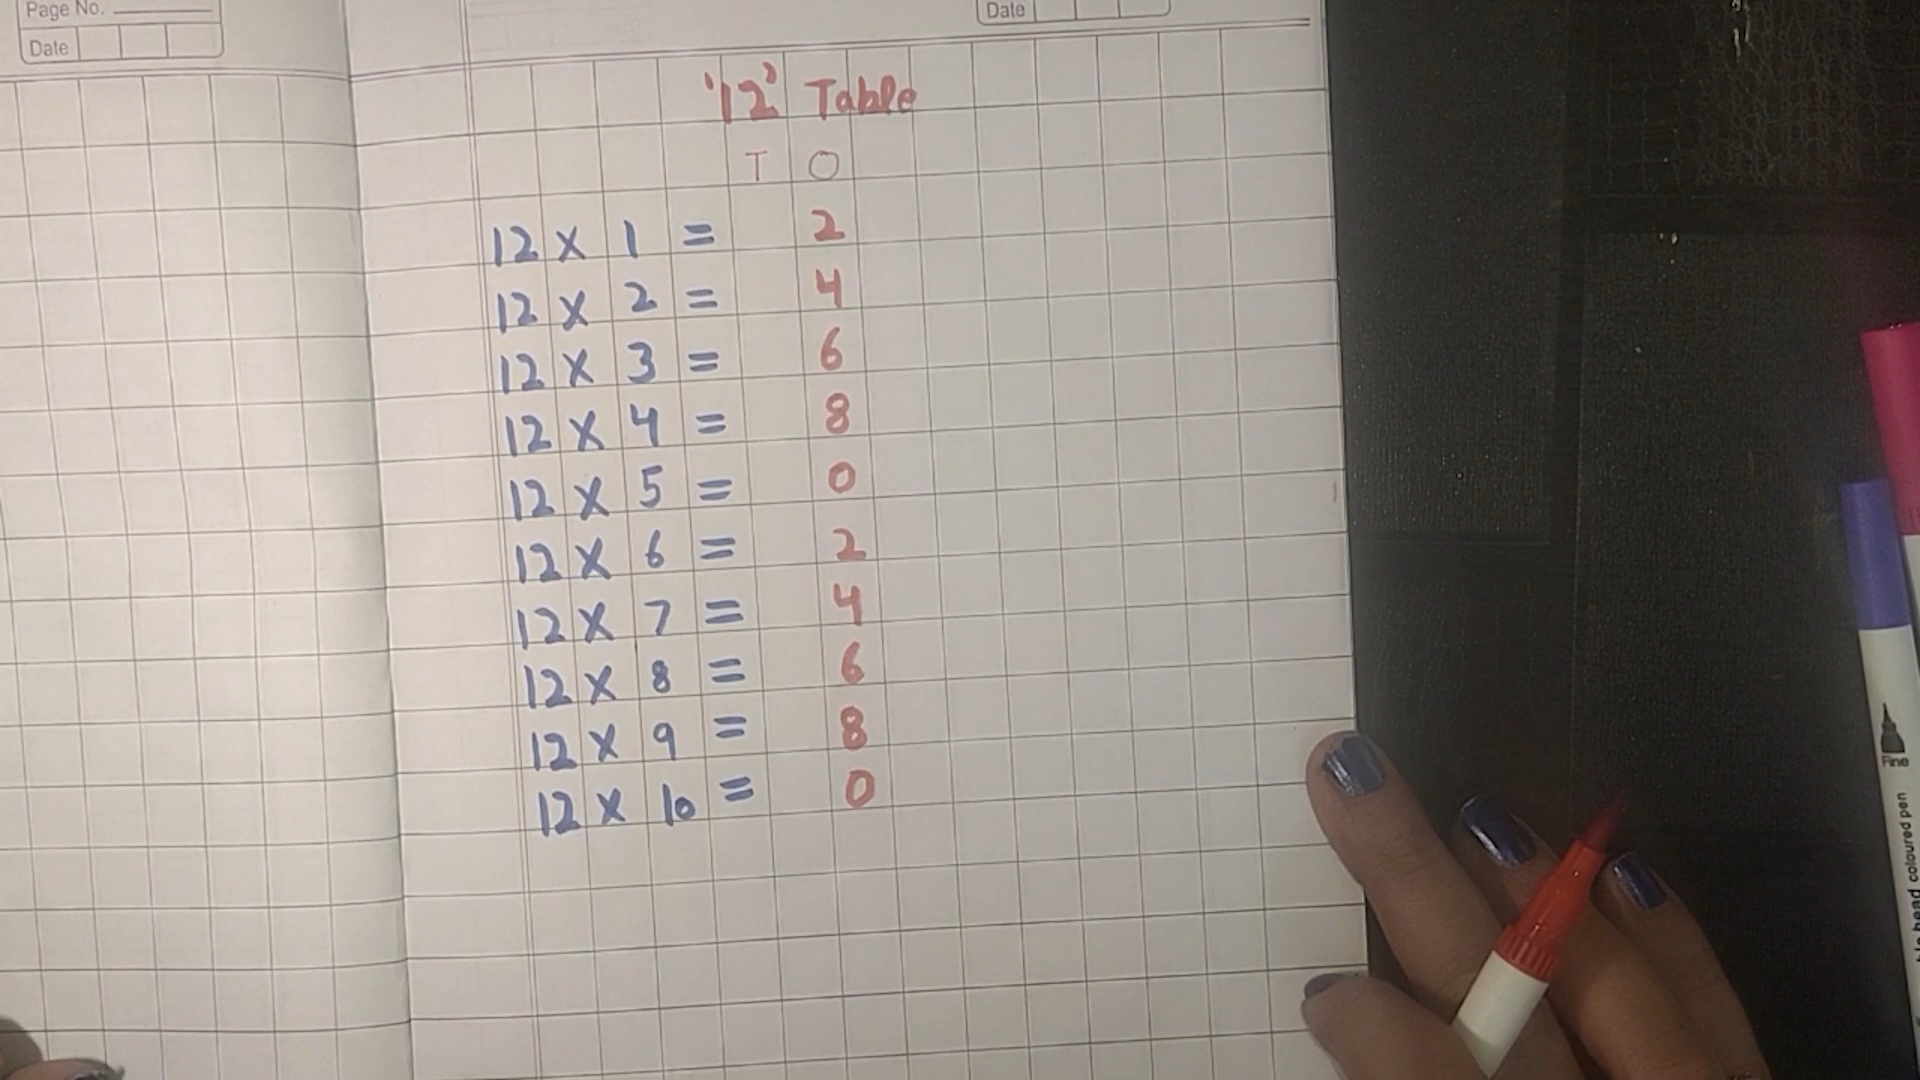 Page No.
Date
Date
'12' Table
T O
12 x 1 = 2
12 x 2 = 4
12 x 3 = 6
12 x 4 = 8
12 x 5 = 0
12 x 6 = 2
12 x 7 = 4
12 x 8 = 6
12 x 9 = 8
12 x 10 = 0
Fine
coloured pen